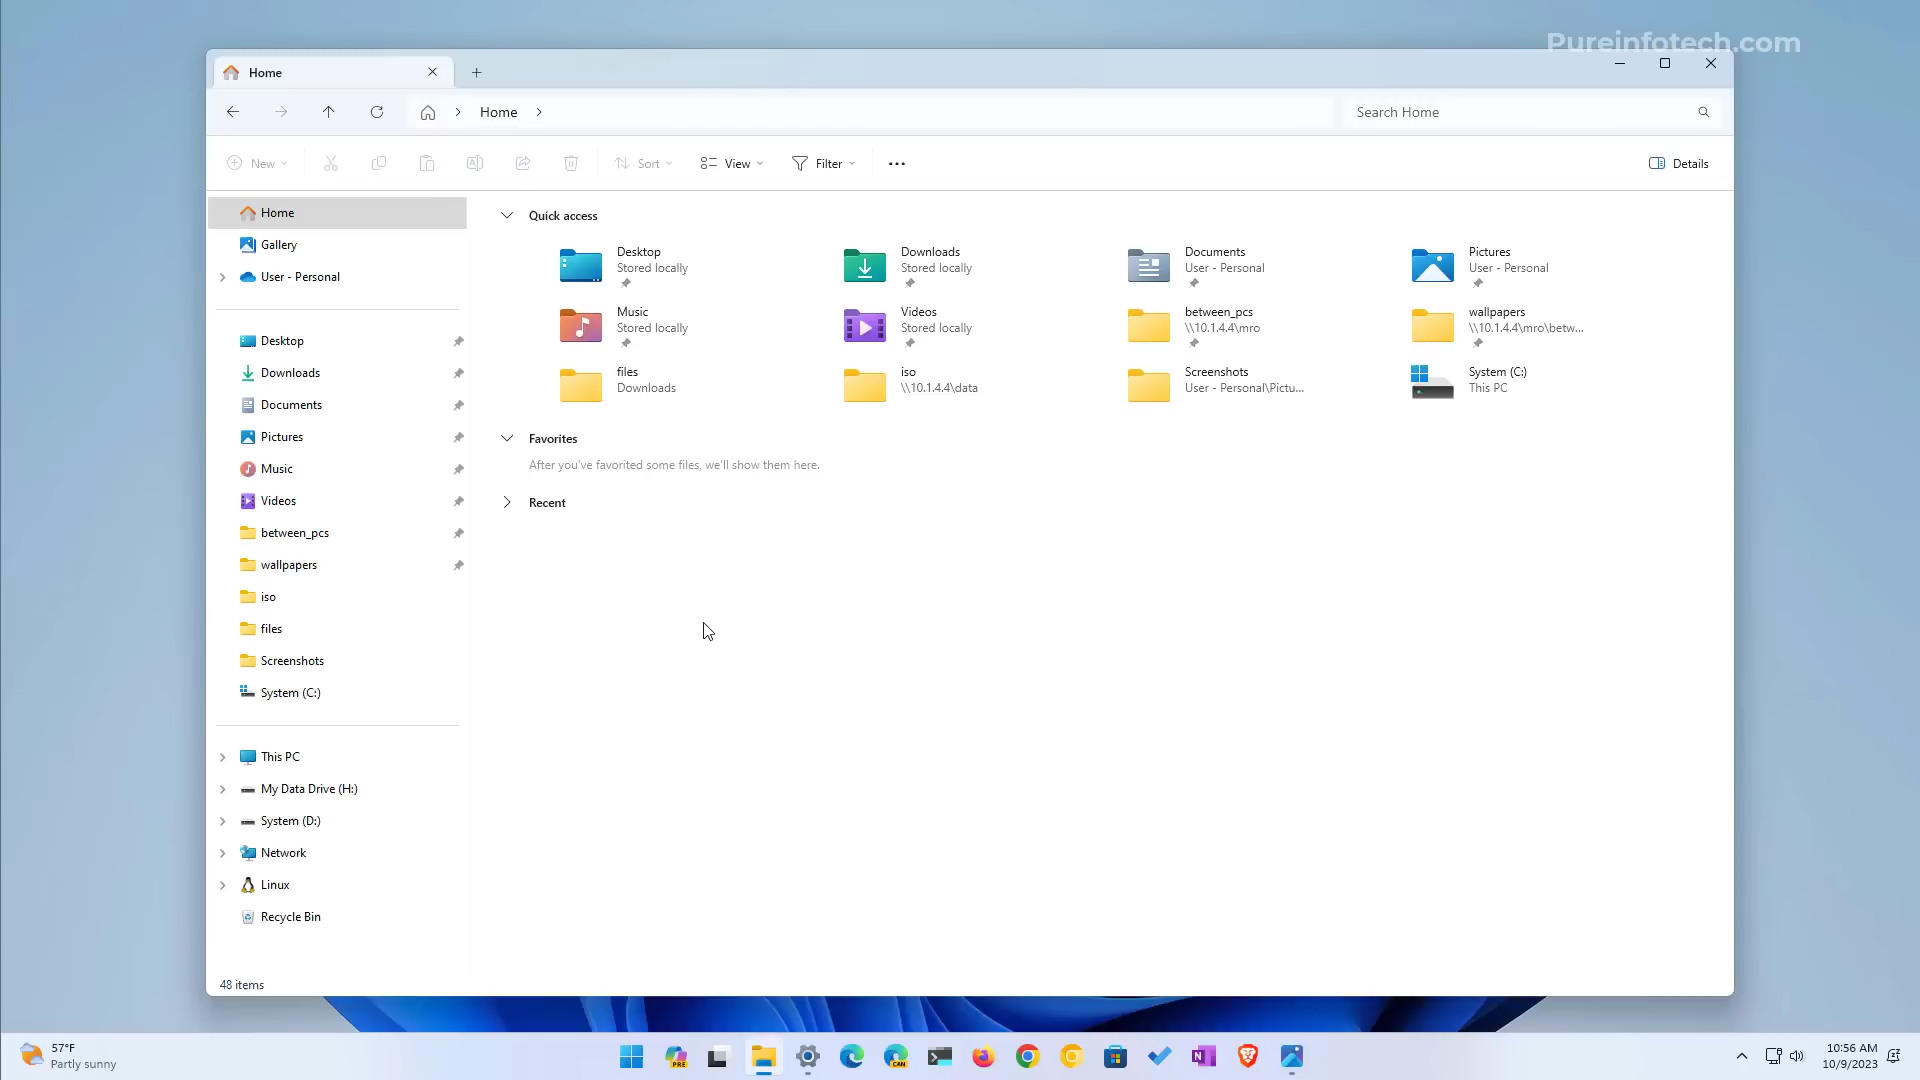 Pureinfotech.com
Home
Home
Search Home
New
Sort
View
Filter
Details
Home
Gallery
User - Personal
Desktop
Downloads
Documents
Pictures
Music
Videos
between_pcs
wallpapers
iso
files
Screenshots
System (C:)
This PC
My Data Drive (H:)
System (D:)
Network
Linux
Recycle Bin
48 items
Quick access
Desktop
Stored locally
Downloads
Stored locally
Documents
User - Personal
Pictures
User - Personal
Music
Stored locally
Videos
Stored locally
between_pcs
\\10.1.4.4\mro
wallpapers
\\10.1.4.4\mro\betw...
files
Downloads
iso
\\10.1.4.4\data
Screenshots
User - Personal\Pictu...
System (C:)
This PC
Favorites
After you've favorited some files, we'll show them here.
Recent
57°F
Partly sunny
PRE
CAN
10:56 AM
10/9/2023